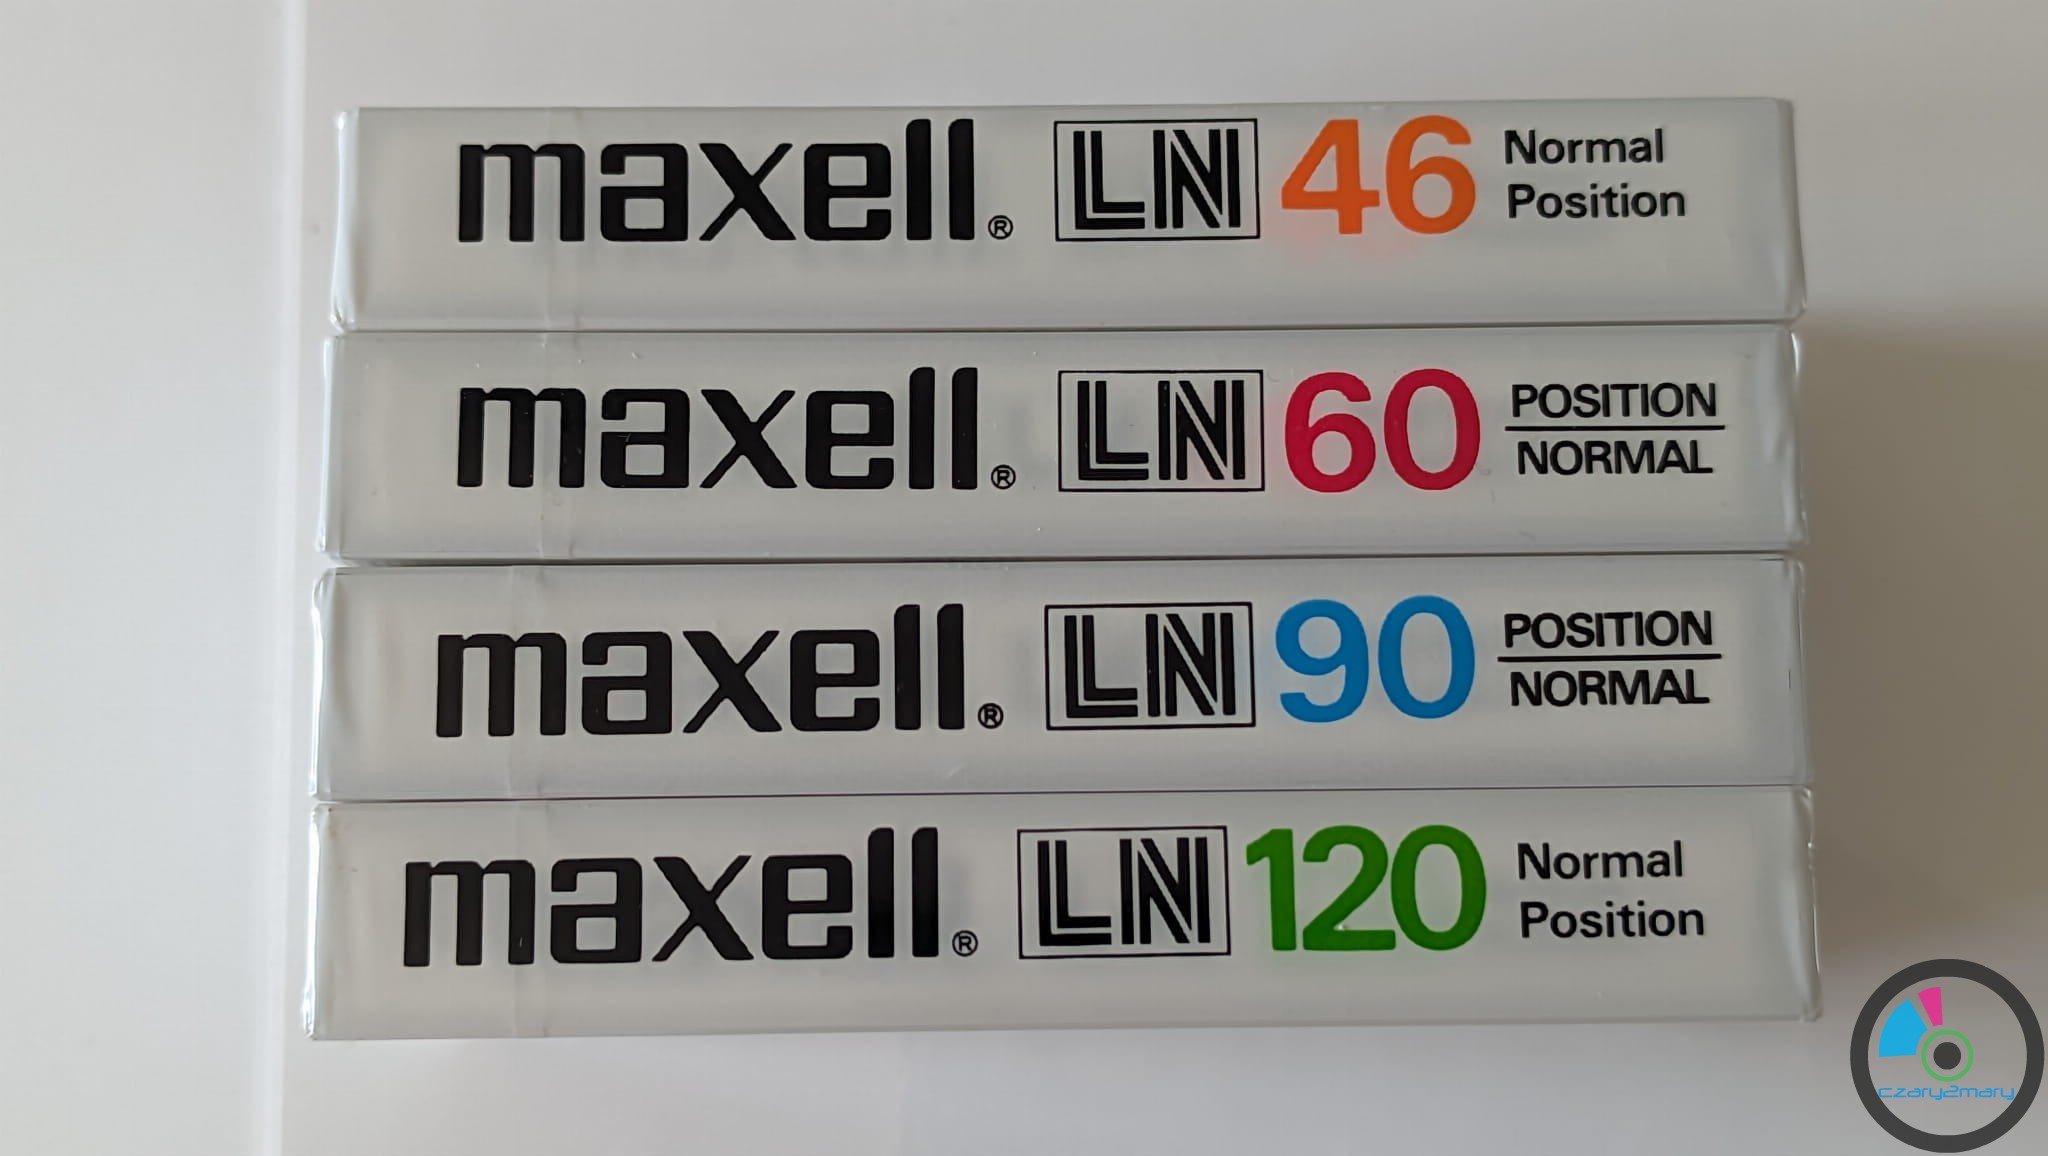 maxell® LN 46 Normal
Position
maxell® LN 60 POSITION
NORMAL
maxell® LN 90 POSITION
NORMAL
maxell® LN 120 Normal
Position
czary2mary